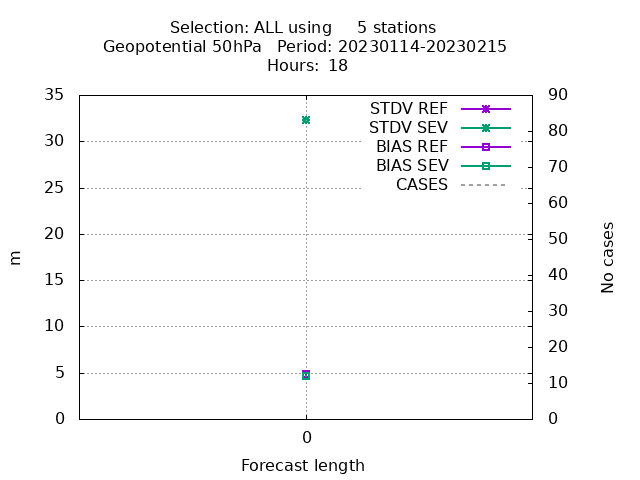 Selection: ALL using     5 stations
Geopotential 50hPa   Period: 20230114-20230215
Hours:  18
35
30
25
20
15
10
5
0
m
90
80
70
60
50
40
30
20
10
0
No cases
STDV REF
STDV SEV
BIAS REF
BIAS SEV
CASES
0
Forecast length